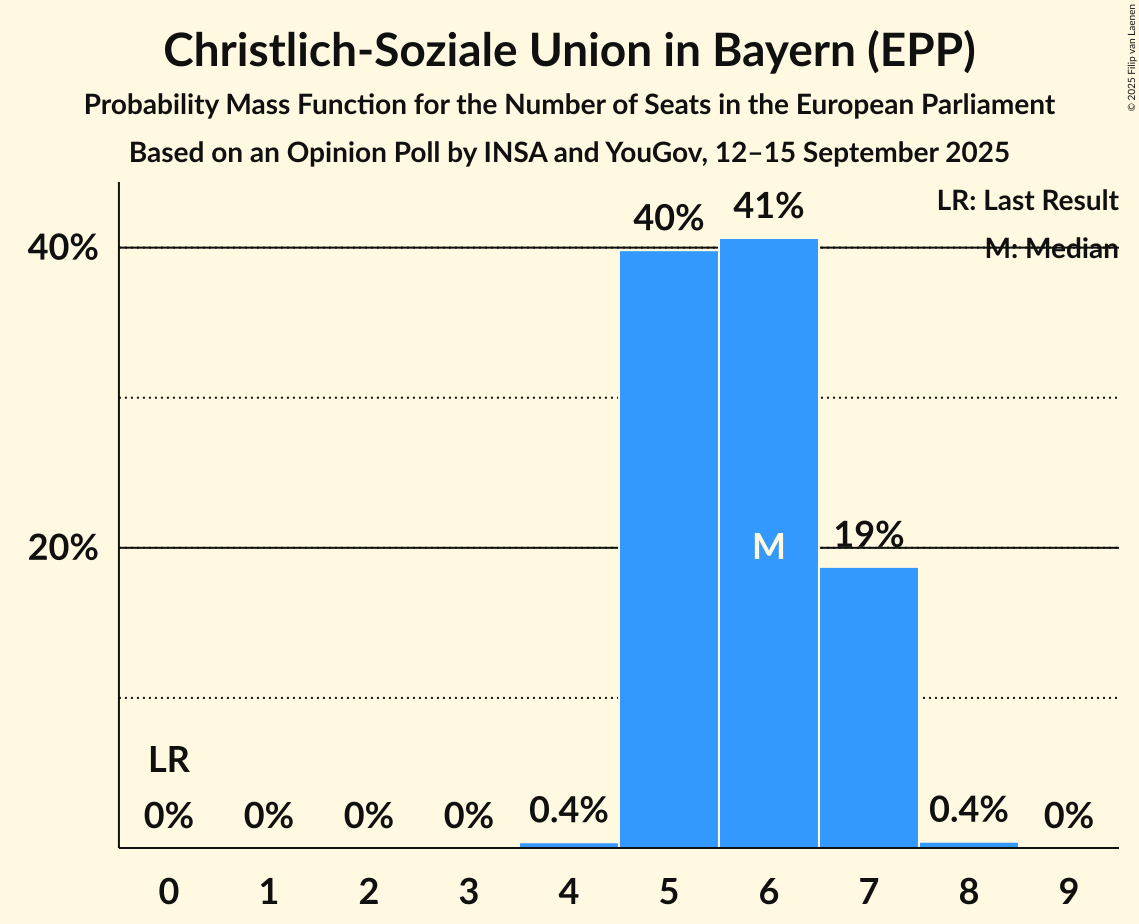 Christlich-Soziale Union in Bayern (EPP)
Probability Mass Function for the Number of Seats in the European Parliament
Based on an Opinion Poll by INSA and YouGov, 12–15 September 2025
© 2025 Filip van Laenen
LR: Last Result
M: Median
40%
20%
LR
0%
0%
0%
0%
0.4%
40%
41%
M
19%
0.4%
0%
0 1 2 3 4 5 6 7 8 9